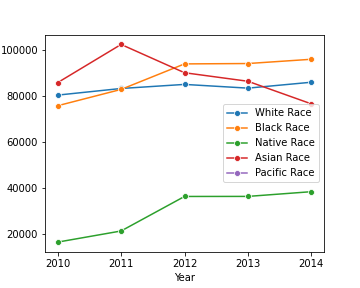 100000
80000
60000
40000
20000
White Race
Black Race
Native Race
Asian Race
Pacific Race
2010 2011 2012 2013 2014
Year